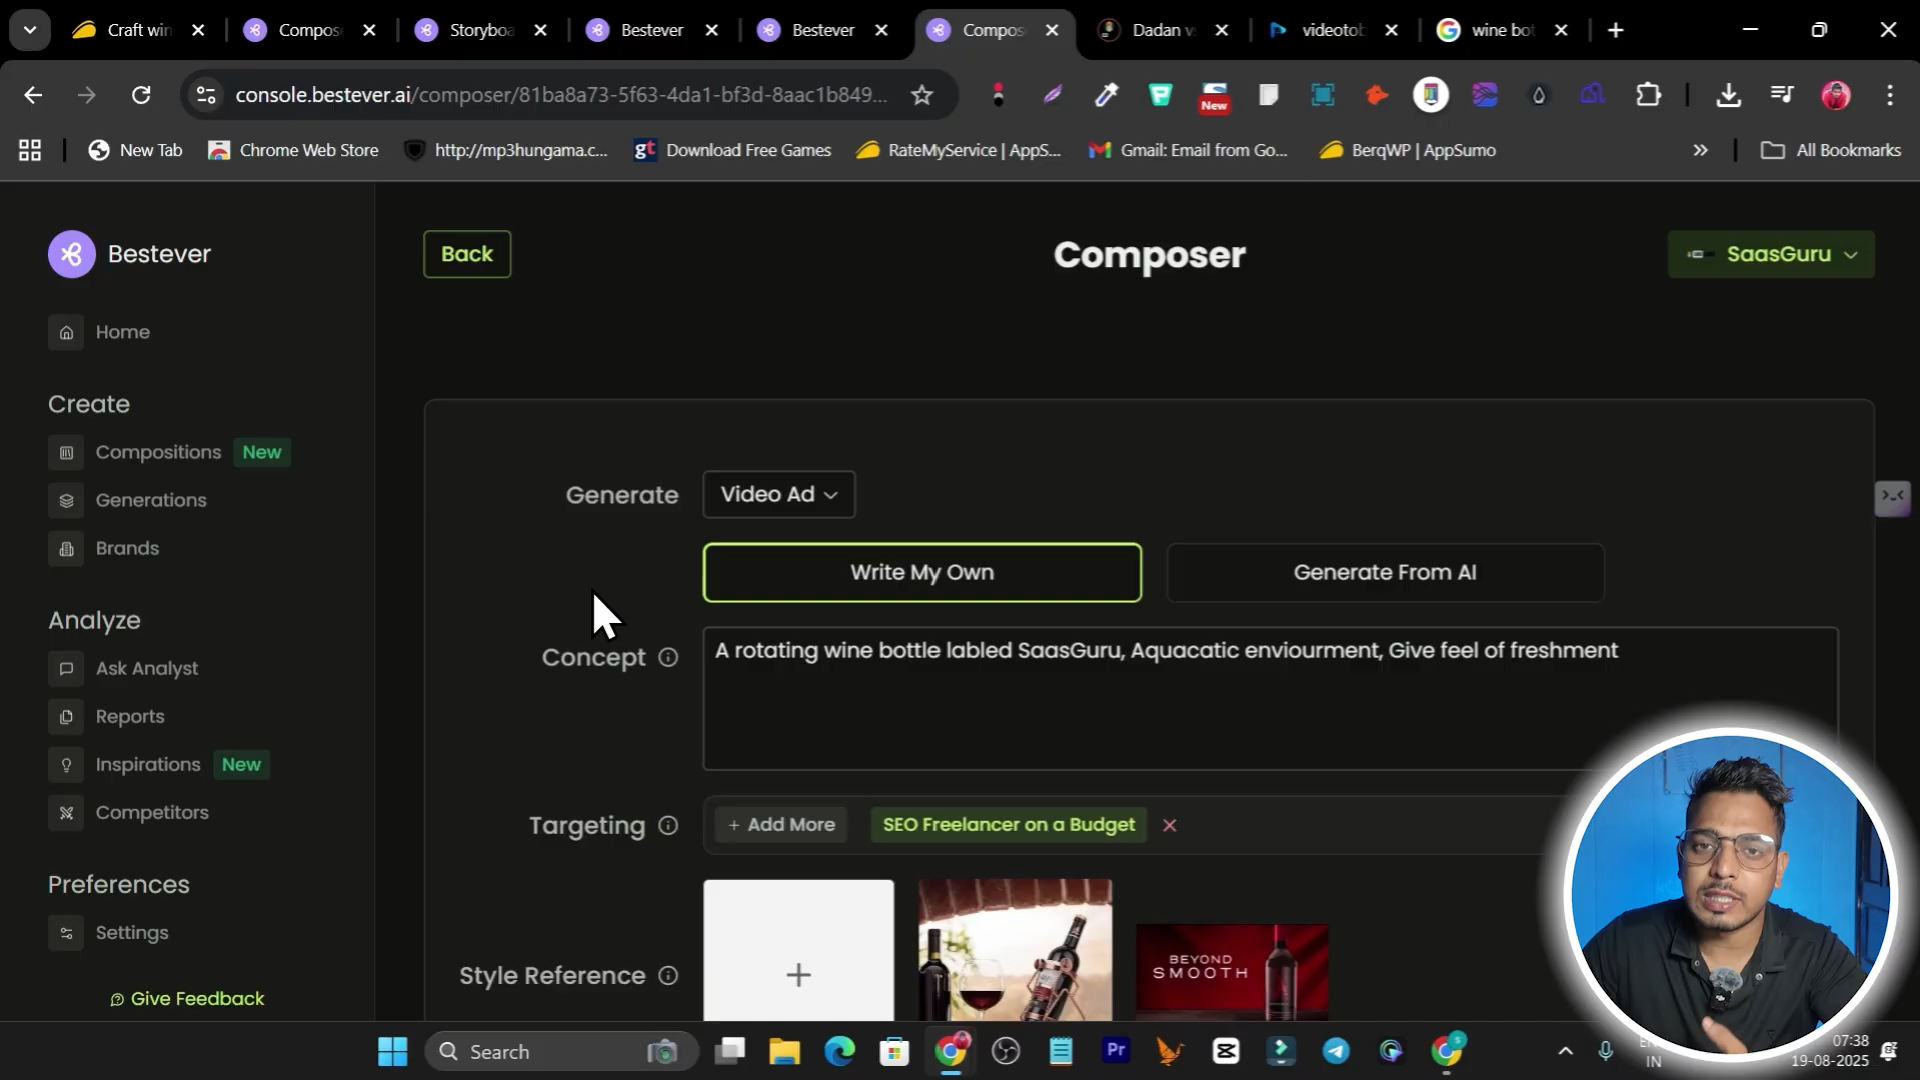 Craft win
Compos
Storyboa
Bestever
Bestever
Compos
Dadan v
videotob
wine bot
console.bestever.ai/composer/81ba8a73-5f63-4da1-bf3d-8aac1b849...
New
New Tab
Chrome Web Store
http://mp3hungama.c...
gt
Download Free Games
RateMyService | AppS...
Gmail: Email from Go...
BerqWP | AppSumo
All Bookmarks
Bestever
Back
Composer
SaasGuru
Home
Create
Compositions New
Generations
Brands
Analyze
Ask Analyst
Reports
Inspirations New
Competitors
Preferences
Settings
Give Feedback
Generate
Video Ad
Write My Own
Generate From AI
Concept
A rotating wine bottle labled SaasGuru, Aquacatic enviourment, Give feel of freshment
Targeting
+ Add More
SEO Freelancer on a Budget
Style Reference
BEYOND
SMOOTH
Search
Pr
IN
07:38
19-08-2025